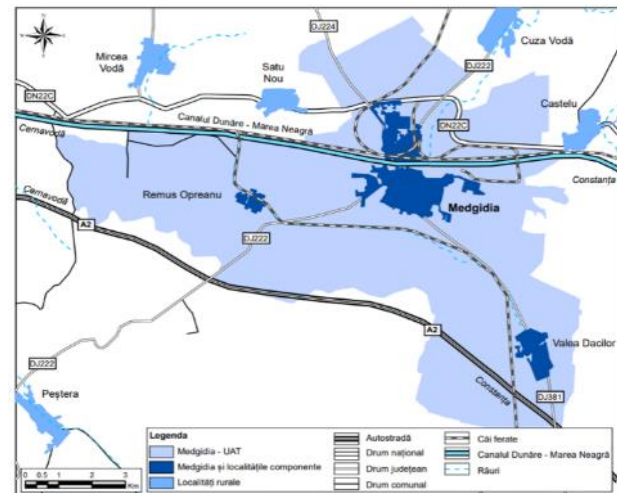 DJ224
Cuza Vodă
Mircea
Vodă
DJ222
Satu
Nou
DN22C
Castelu
Canalul Dunăre - Marea Neagră
DN22C
Cernavodă
Constanța
Remus Opreanu
Medgidia
Cernavodă
DJ222
A2
A2
Valea Dacilor
DJ222
Constanța
Peștera
DJ381
Legenda
Medgidia - UAT
Medgidia și localitățile componente
Localități rurale
Autostradă
Drum național
Drum județean
Drum comunal
Căi ferate
Canalul Dunăre - Marea Neagră
Râuri
0 0.5 1 2 3
Km